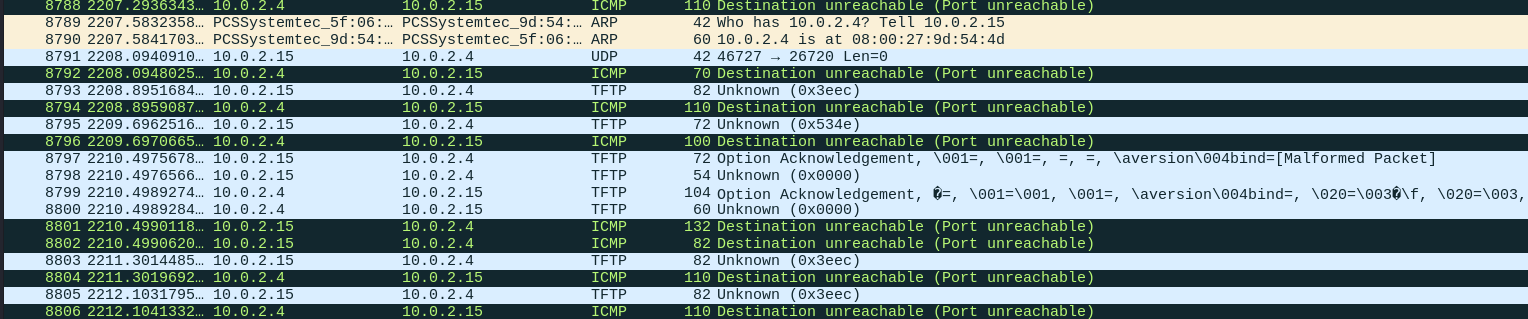 8788 2207.2936343… 10.0.2.4 10.0.2.15 ICMP 110 Destination unreachable (Port unreachable)
8789 2207.5832358… PCSSystemtec_5f:06:… PCSSystemtec_9d:54:… ARP 42 Who has 10.0.2.4? Tell 10.0.2.15
8790 2207.5841703… PCSSystemtec_9d:54:… PCSSystemtec_5f:06:… ARP 60 10.0.2.4 is at 08:00:27:9d:54:4d
8791 2208.0940910… 10.0.2.15 10.0.2.4 UDP 42 46727 → 26720 Len=0
8792 2208.0948025… 10.0.2.4 10.0.2.15 ICMP 70 Destination unreachable (Port unreachable)
8793 2208.8951684… 10.0.2.15 10.0.2.4 TFTP 82 Unknown (0x3eec)
8794 2208.8959087… 10.0.2.4 10.0.2.15 ICMP 110 Destination unreachable (Port unreachable)
8795 2209.6962516… 10.0.2.15 10.0.2.4 TFTP 72 Unknown (0x534e)
8796 2209.6970665… 10.0.2.4 10.0.2.15 ICMP 100 Destination unreachable (Port unreachable)
8797 2210.4975678… 10.0.2.15 10.0.2.4 TFTP 72 Option Acknowledgement, \001=, \001=, =, =, \aversion\004bind=[Malformed Packet]
8798 2210.4976566… 10.0.2.15 10.0.2.4 TFTP 54 Unknown (0x0000)
8799 2210.4989274… 10.0.2.4 10.0.2.15 TFTP 104 Option Acknowledgement, �=, \001=\001, \001=, \aversion\004bind=, \020=\003�\f, \020=\003,
8800 2210.4989284… 10.0.2.4 10.0.2.15 TFTP 60 Unknown (0x0000)
8801 2210.4990118… 10.0.2.15 10.0.2.4 ICMP 132 Destination unreachable (Port unreachable)
8802 2210.4990620… 10.0.2.15 10.0.2.4 ICMP 82 Destination unreachable (Port unreachable)
8803 2211.3014485… 10.0.2.15 10.0.2.4 TFTP 82 Unknown (0x3eec)
8804 2211.3019692… 10.0.2.4 10.0.2.15 ICMP 110 Destination unreachable (Port unreachable)
8805 2212.1031795… 10.0.2.15 10.0.2.4 TFTP 82 Unknown (0x3eec)
8806 2212.1041332… 10.0.2.4 10.0.2.15 ICMP 110 Destination unreachable (Port unreachable)